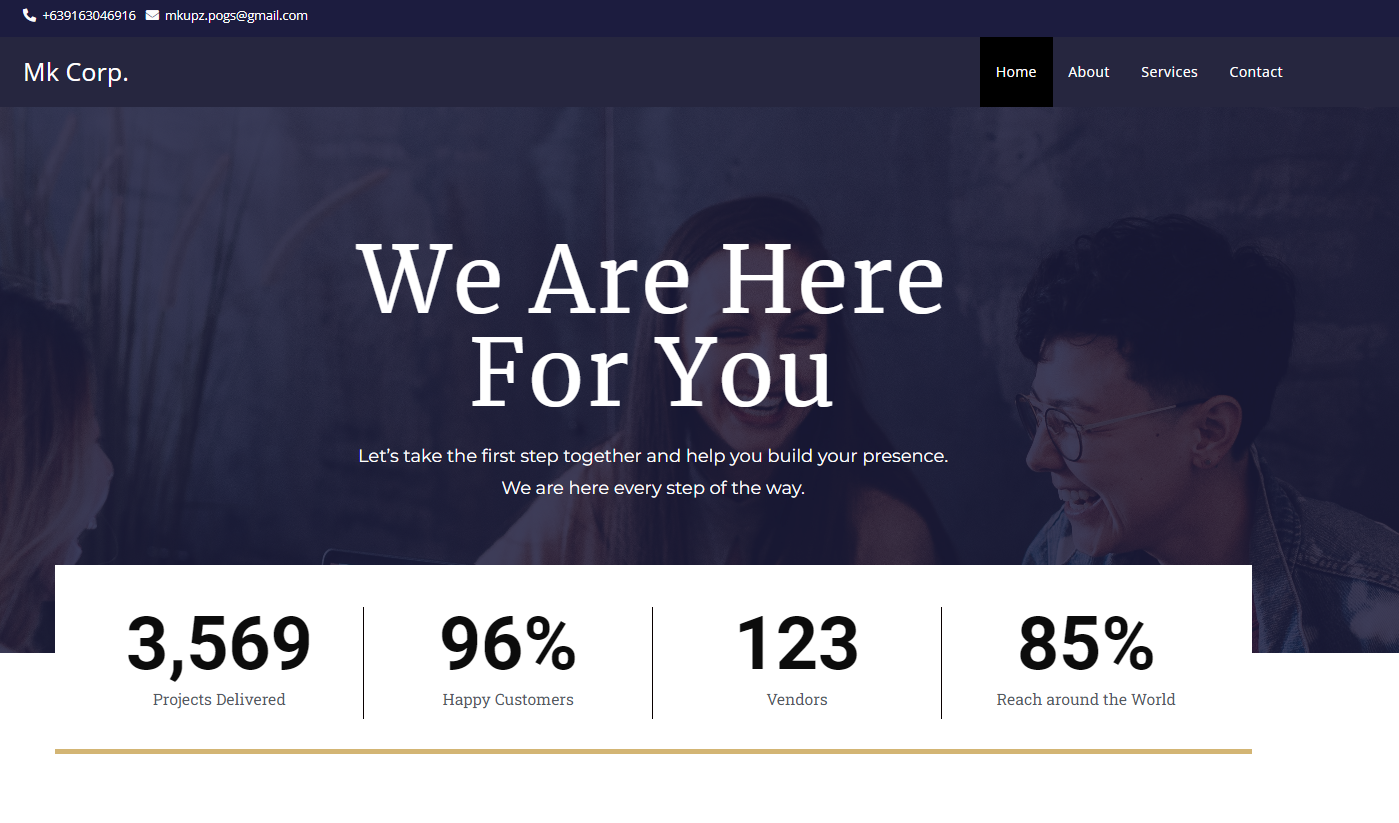 +639163046916 mkupz.pogs@gmail.com
Mk Corp.
Home About Services Contact
We Are Here
For You
Let’s take the first step together and help you build your presence.
We are here every step of the way.
3,569 96% 123 85%
Projects Delivered Happy Customers Vendors Reach around the World